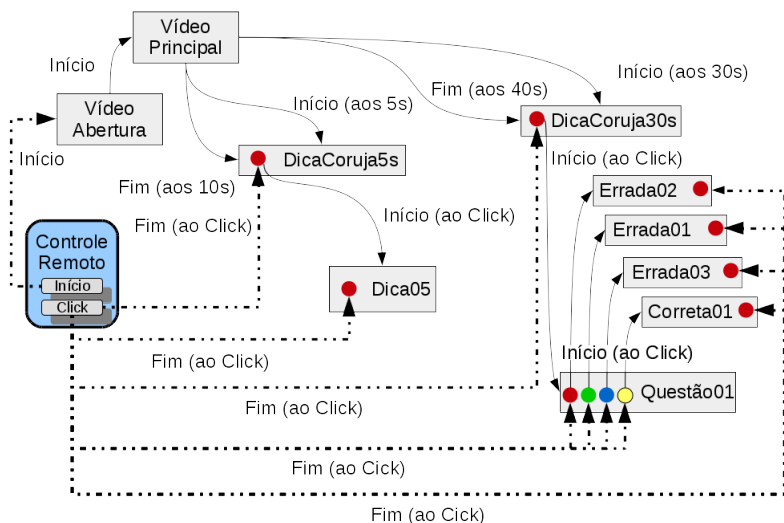 Vídeo
Principal
Início
Início (aos 30s)
Fim (aos 40s)
Vídeo
Abertura
Início (aos 5s)
DicaCoruja30s
Início
DicaCoruja5s
Início (ao Click)
Fim (aos 10s)
Errada02
Fim (ao Click)
Início (ao Click)
Errada01
Controle
Remoto
Errada03
Início
Dica05
Click
Correta01
Início (ao Click)
Fim (ao Click)
Questão01
Fim (ao Click)
Fim (ao Cick)
Fim (ao Cick)